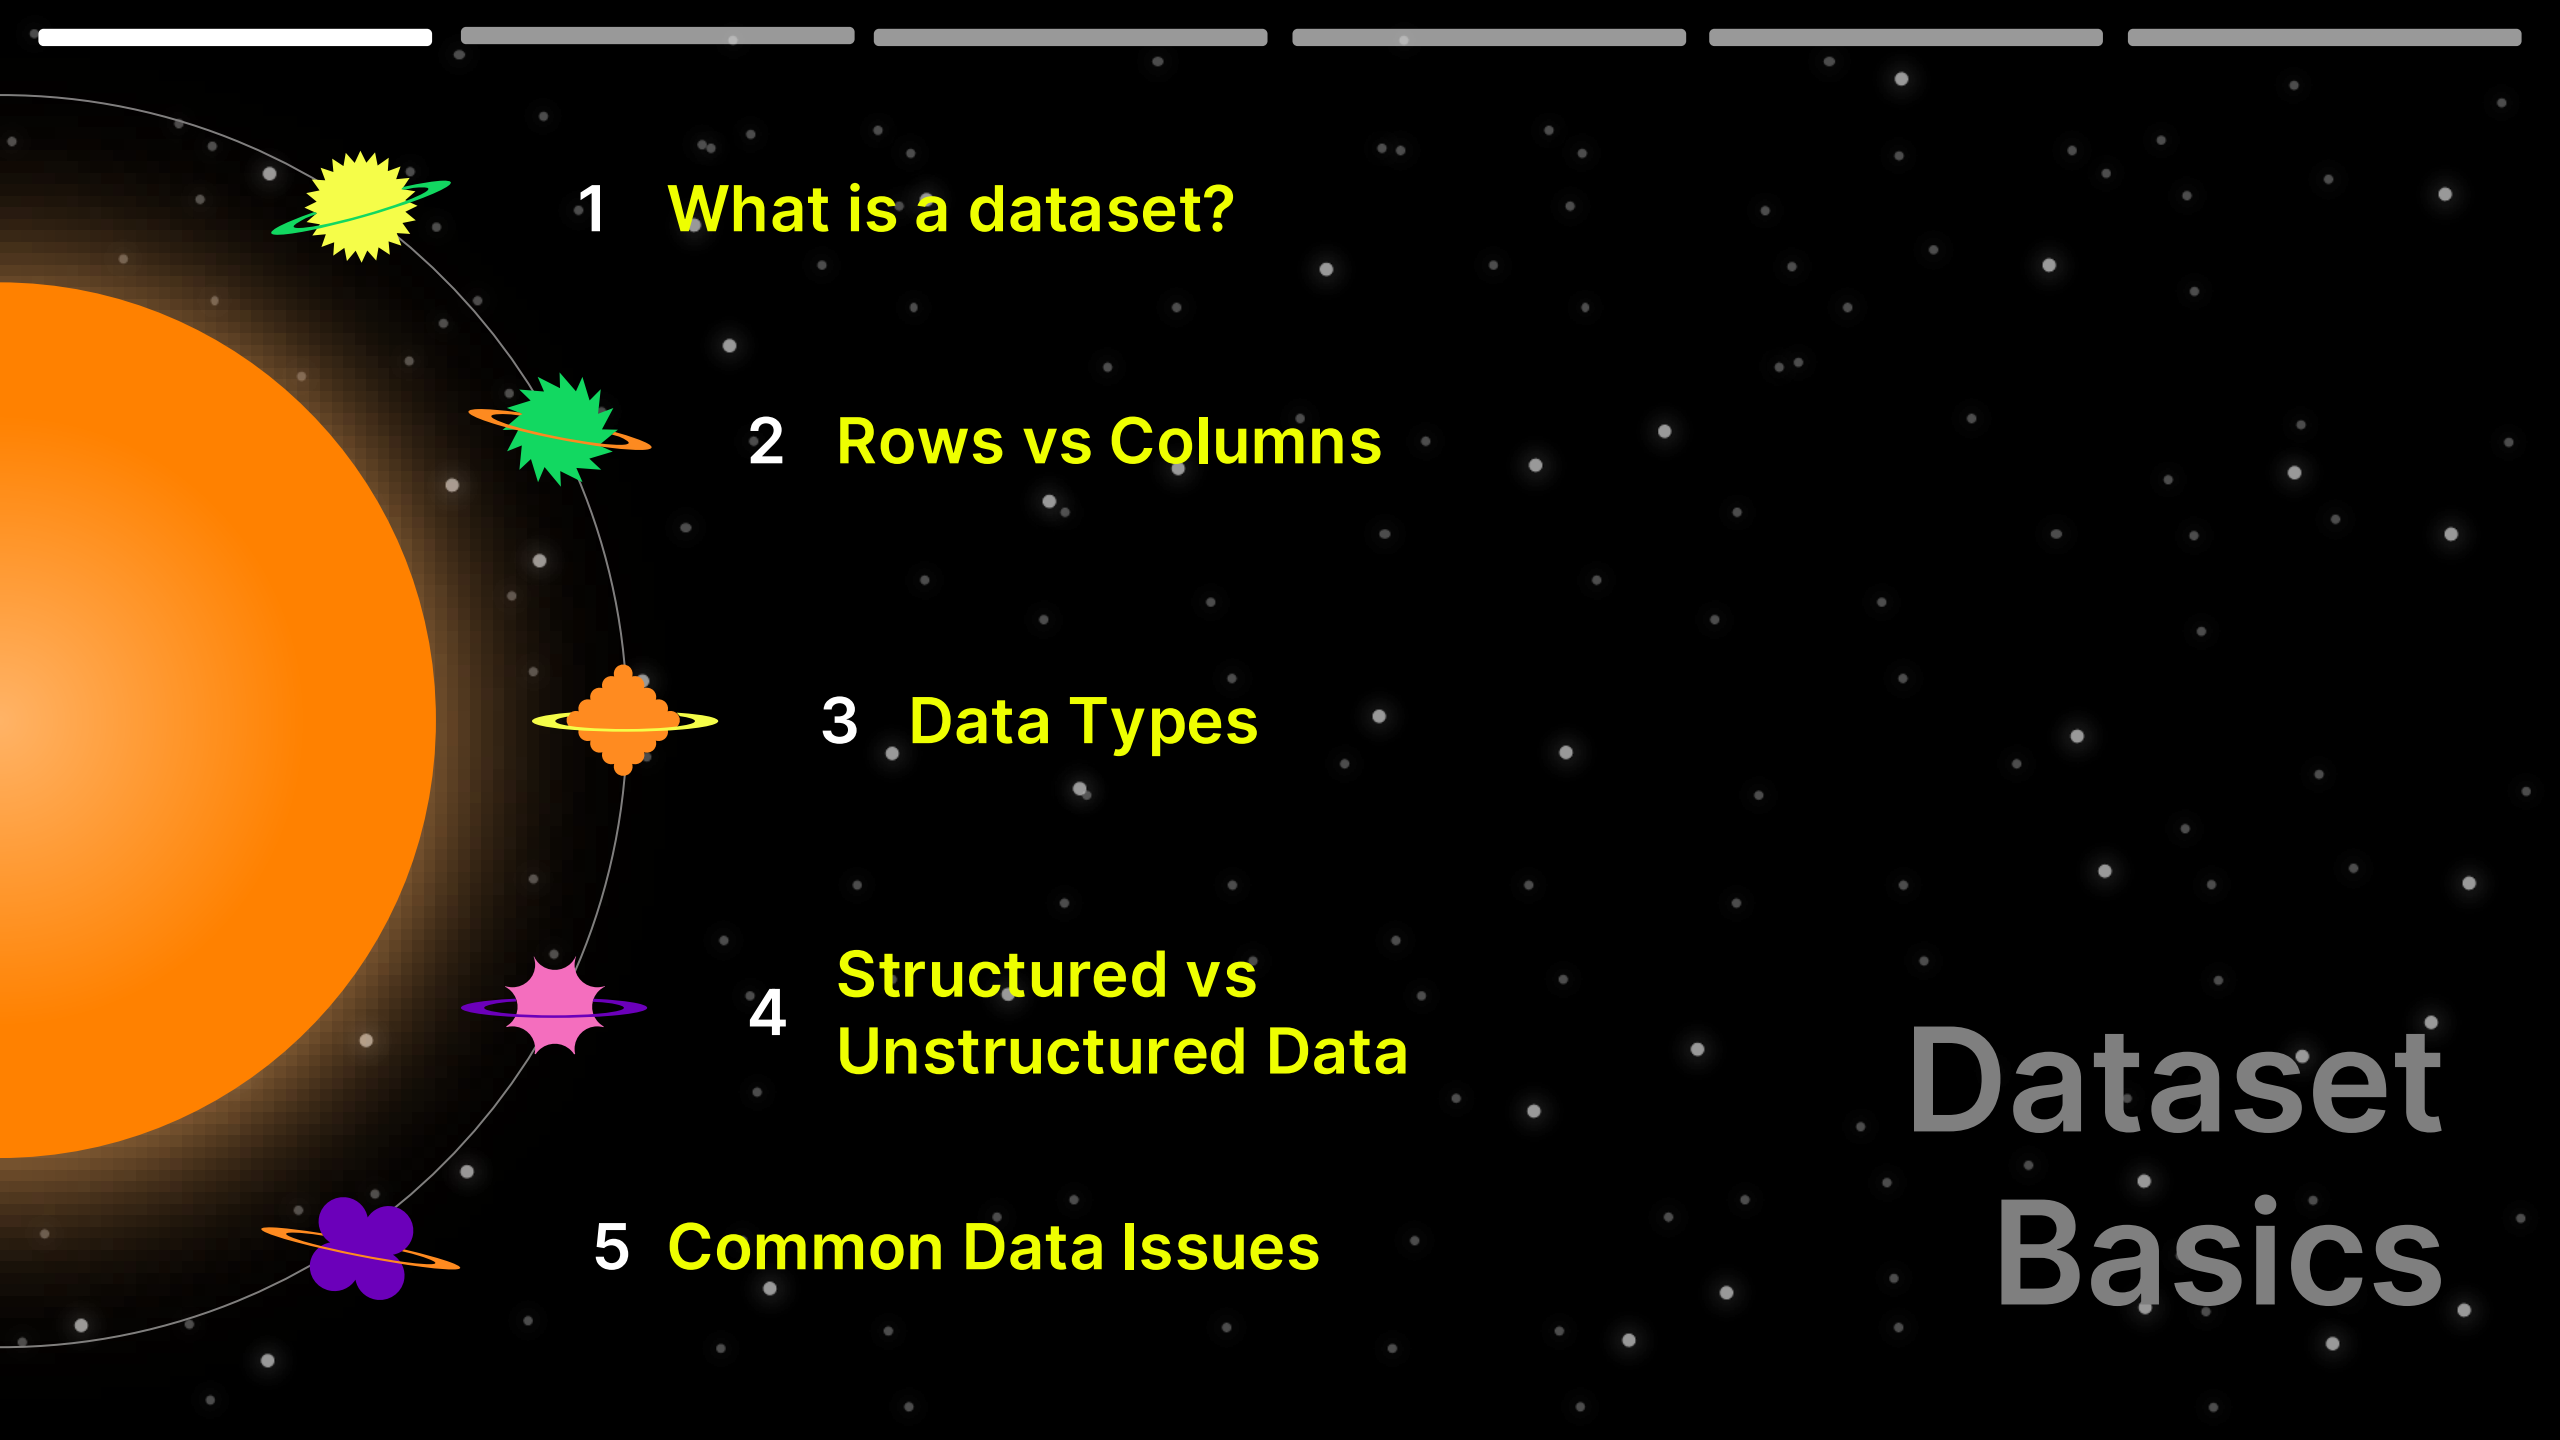 1 What is a dataset?
2 Rows vs Columns
3 Data Types
4 Structured vs
Unstructured Data
5 Common Data Issues
Dataset
Basics